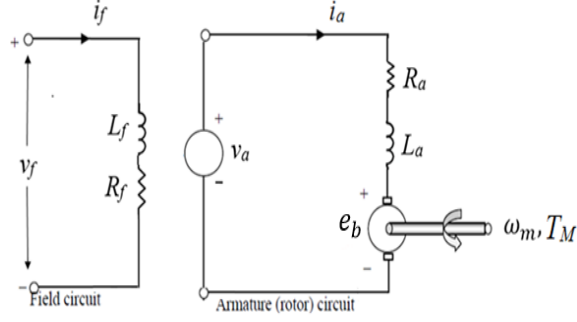 i_f
i_a
+
L_f
R_f
v_f
-
Field circuit
+
v_a
-
R_a
L_a
+
e_b
-
ω_m, T_M
Armature (rotor) circuit